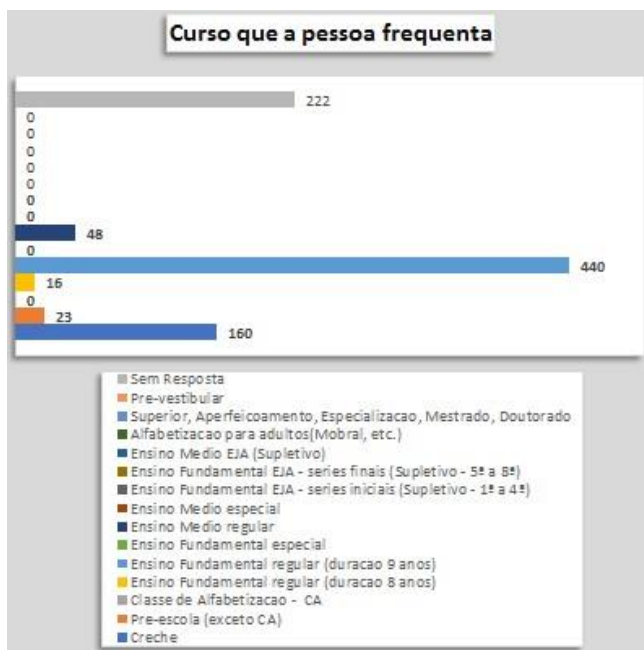 Curso que a pessoa frequenta
222
0
0
0
0
0
0
0
48
0
440
16
0
23
160
Sem Resposta
Pre-vestibular
Superior, Aperfeicoamento, Especializacao, Mestrado, Doutorado
Alfabetizacao para adultos(Mobral, etc.)
Ensino Medio EJA (Supletivo)
Ensino Fundamental EJA - series finais (Supletivo - 5ª a 8ª)
Ensino Fundamental EJA - series iniciais (Supletivo - 1ª a 4ª)
Ensino Medio especial
Ensino Medio regular
Ensino Fundamental especial
Ensino Fundamental regular (duracao 9 anos)
Ensino Fundamental regular (duracao 8 anos)
Classe de Alfabetizacao - CA
Pre-escola (exceto CA)
Creche